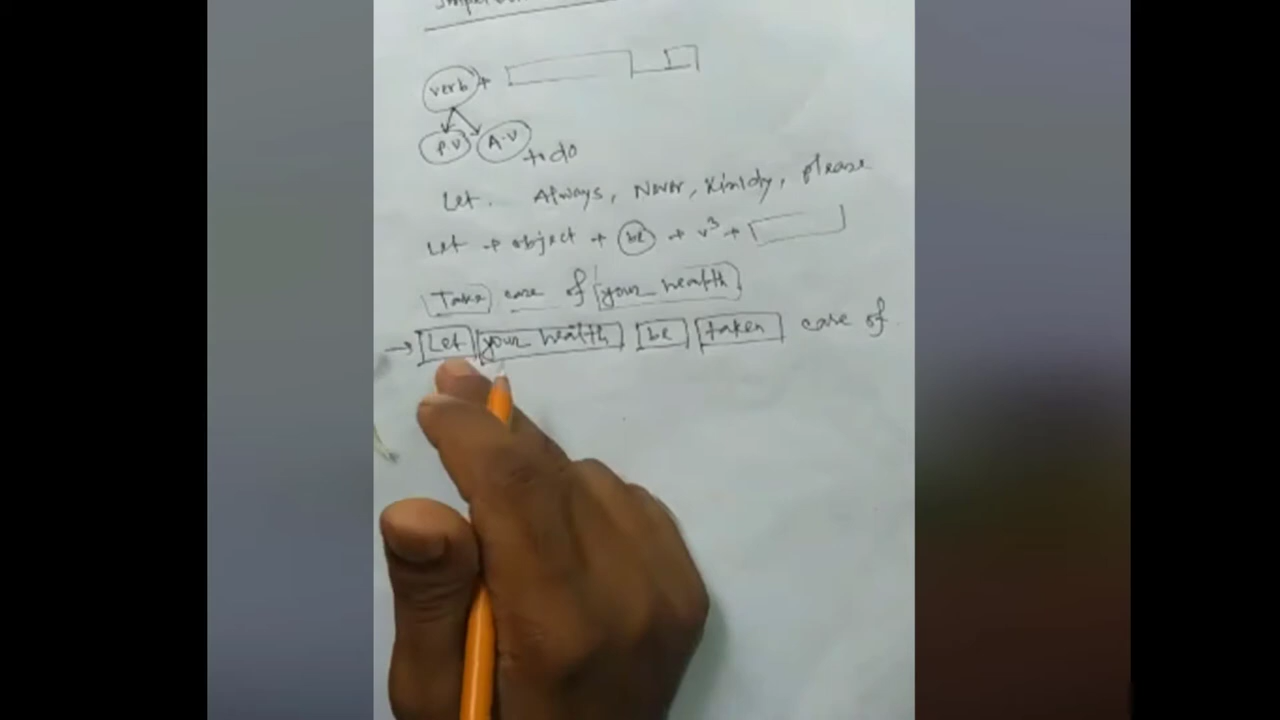 verb +
P.V A.V to do
Let. Always, Never, Kindly, please
Let + object + be + v³ +
Take care of your health
→ Let your health be taken care of.